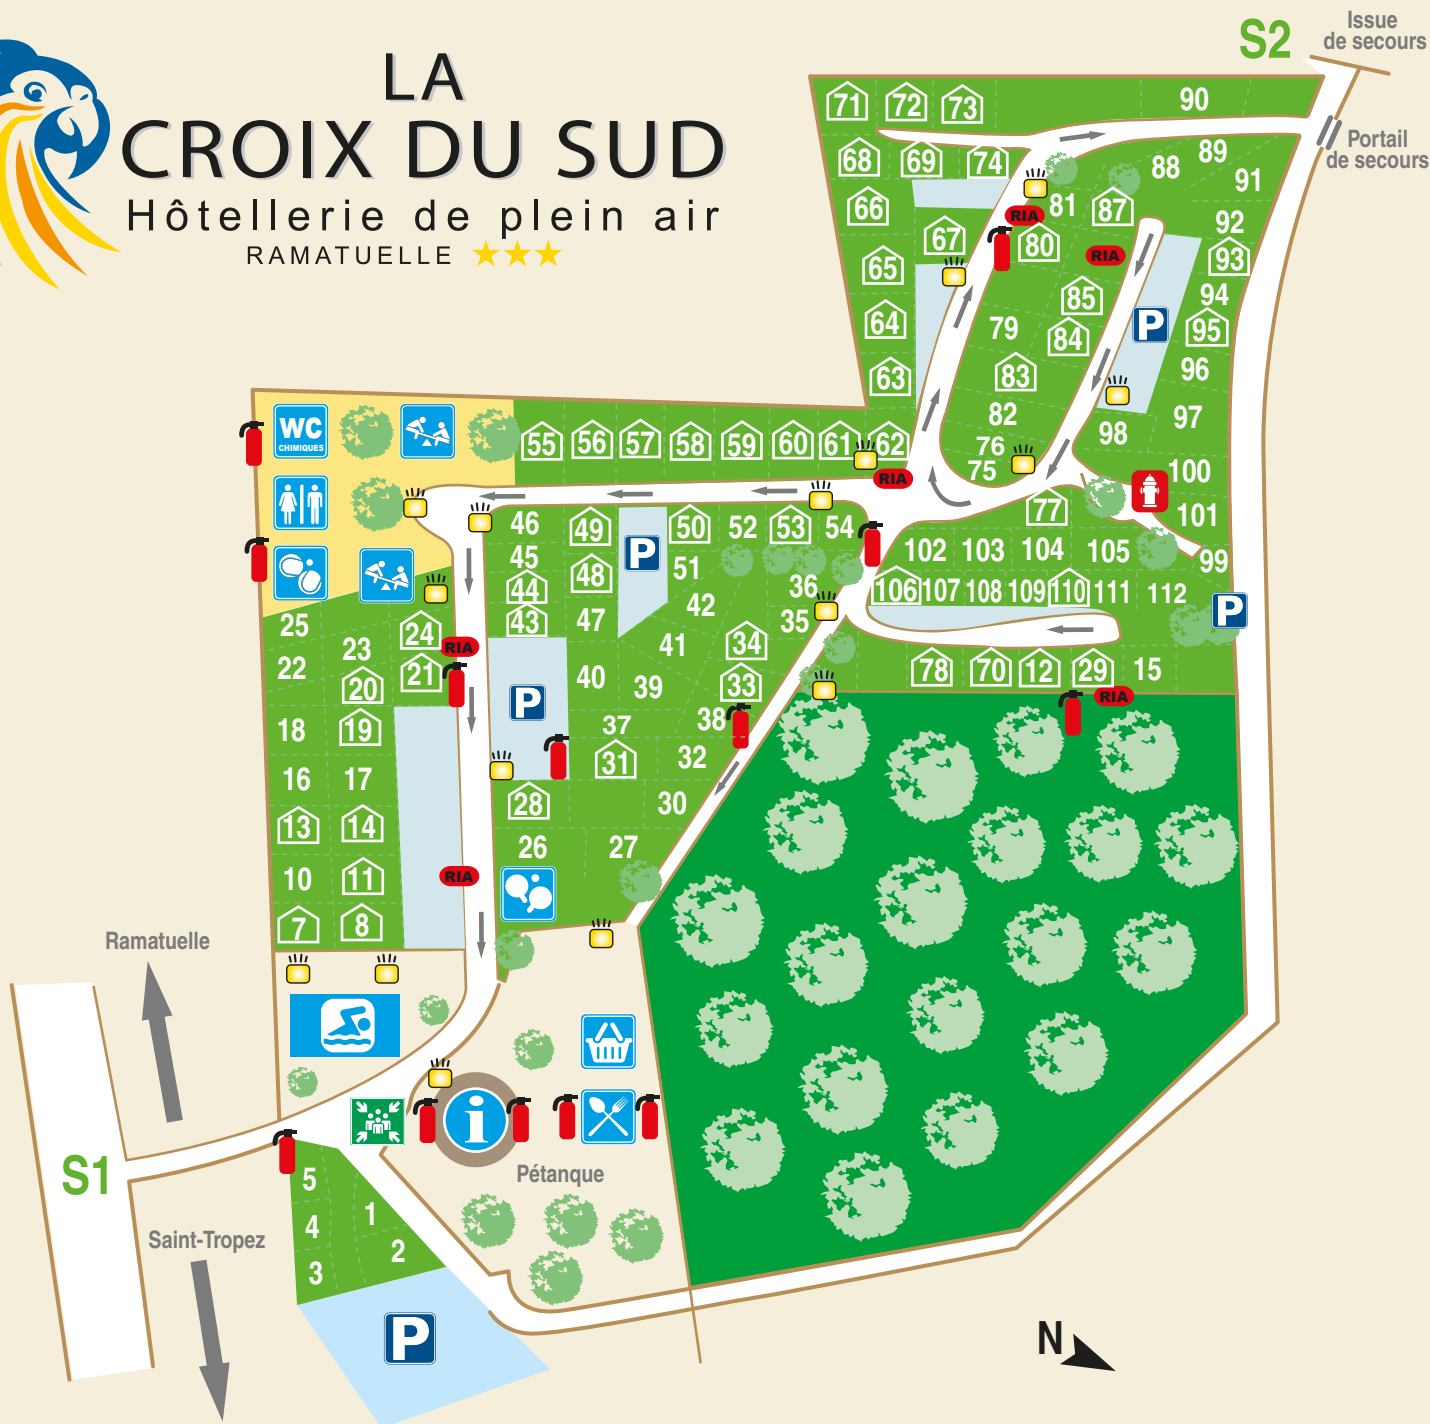 LA
CROIX DU SUD
Hôtellerie de plein air
RAMATUELLE
S2
Issue
de secours
Portail
de secours
71 72 73 90
68 69 74 88 89 91
66 81 87 92
RIA
67 80 RIA 93
65 85 94
64 79 84 P 95
63 83 96
82 97
WC
CHIMIQUES
55 56 57 58 59 60 61 62 76 98
75 100
RIA
46 49 50 52 53 54 77 101
45 P 51 102 103 104 105 99
44 48 36 106 107 108 109 110 111 112
43 47 42 35 P
25 24 41 34
23 RIA
22 21 40 39 33 78 70 12 29 15
20 P RIA
18 19 37 38
16 17 31 32
13 14 28 30
26 27
10 11 RIA
7 8
Ramatuelle
S1
i
Pétanque
5
4 1
3 2
Saint-Tropez
P
N